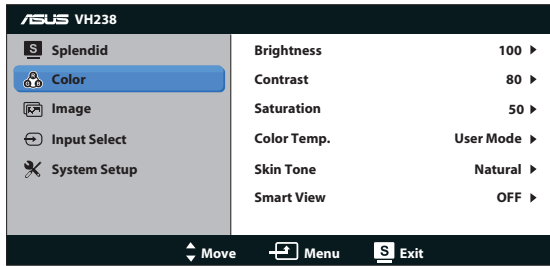 ASUS VH238
S Splendid
Color
Image
Input Select
System Setup
Brightness 100
Contrast 80
Saturation 50
Color Temp. User Mode
Skin Tone Natural
Smart View OFF
Move Menu S Exit